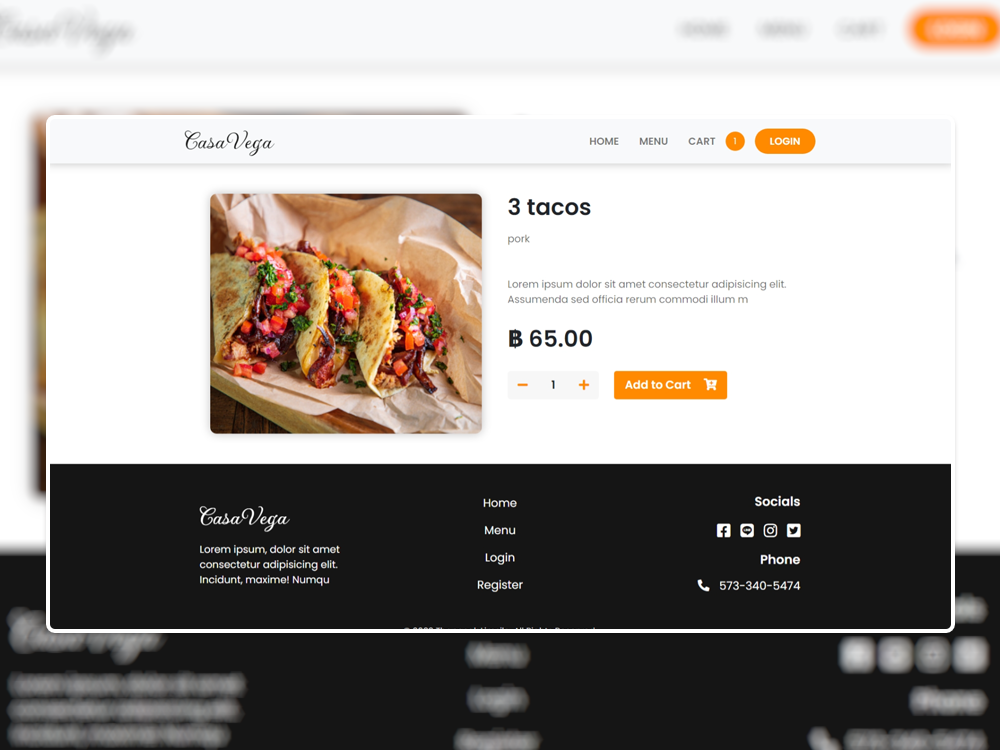 CasaVega
HOME MENU CART 1 LOGIN
3 tacos
pork
Lorem ipsum dolor sit amet consectetur adipisicing elit.
Assumenda sed officia rerum commodi illum m
฿ 65.00
1
Add to Cart
CasaVega
Lorem ipsum, dolor sit amet
consectetur adipisicing elit.
Incidunt, maxime! Numqu
Home
Menu
Login
Register
Socials
Phone
573-340-5474